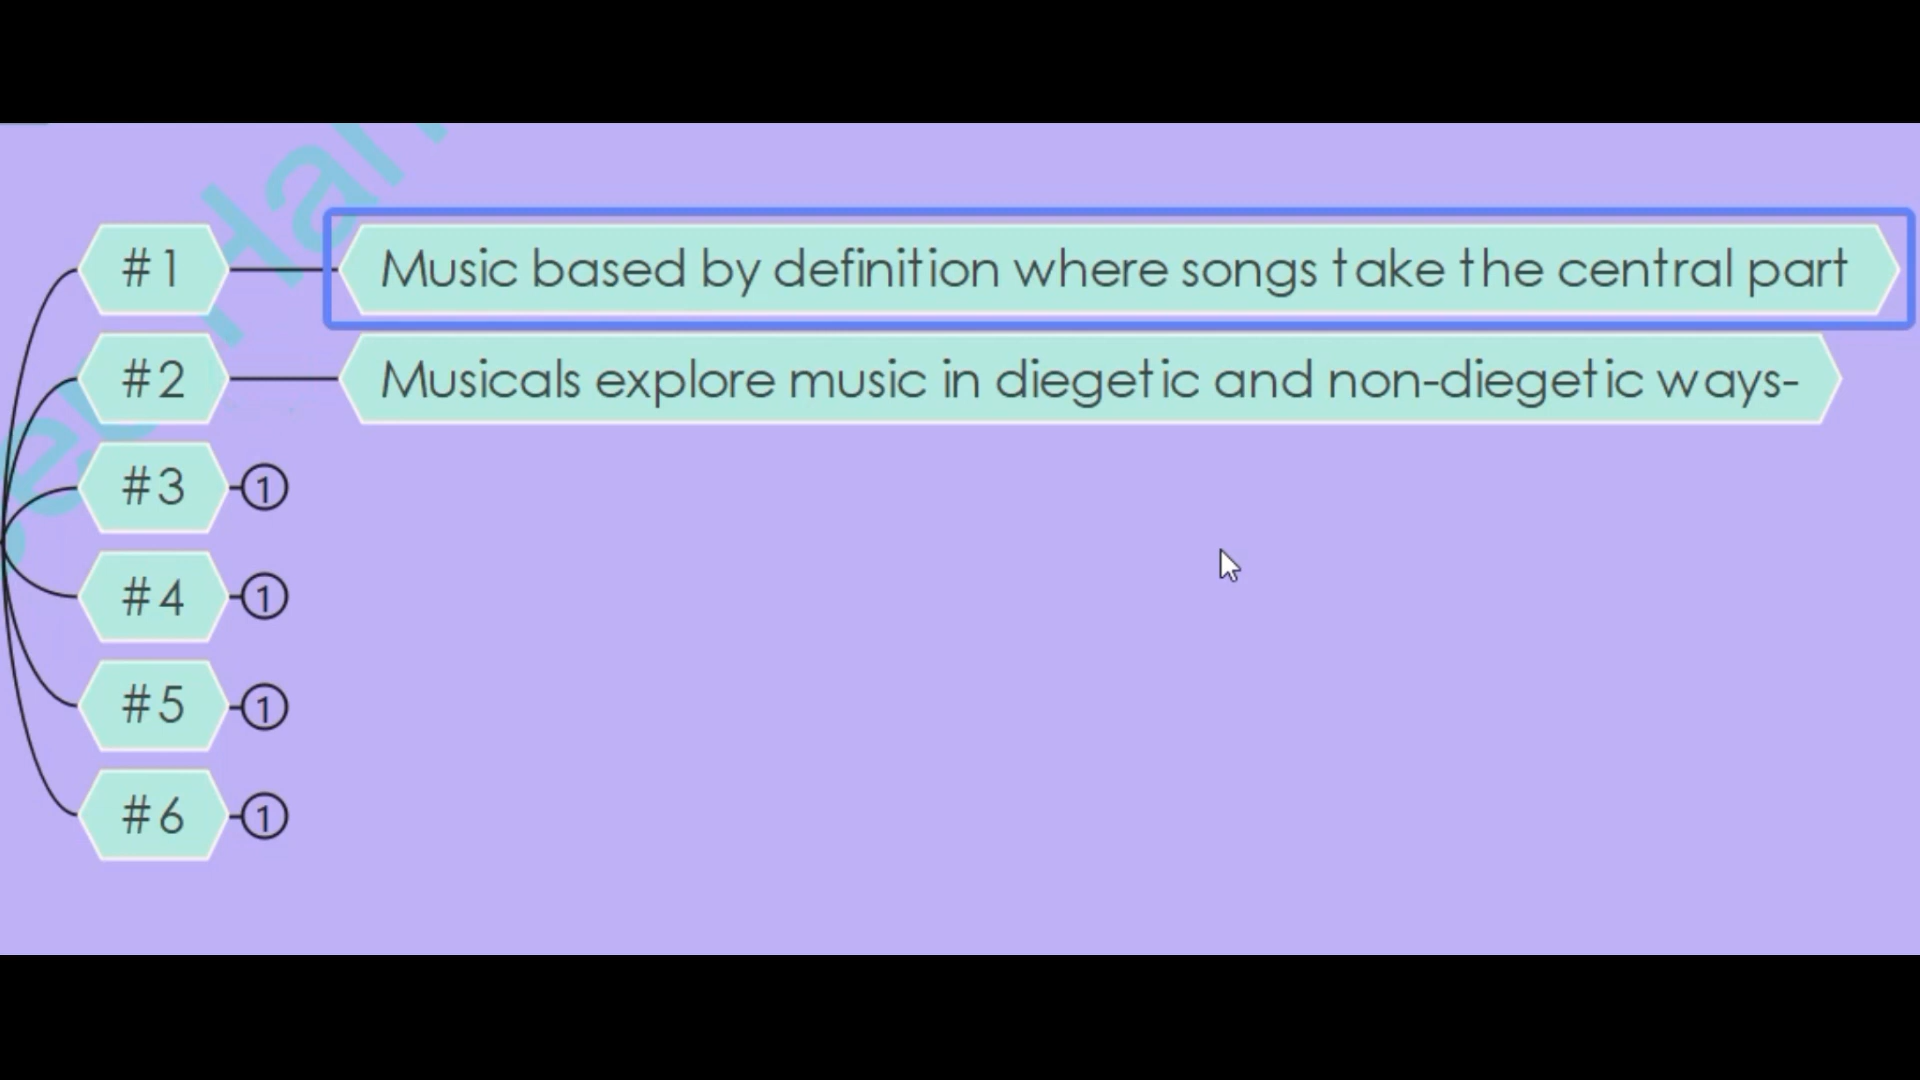 #1 Music based by definition where songs take the central part
#2 Musicals explore music in diegetic and non-diegetic ways-
#3 1
#4 1
#5 1
#6 1